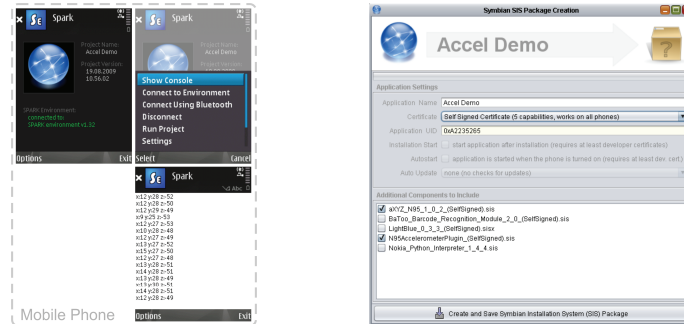 Spark
Project Name:
Accel Demo
Project Version:
19.08.2009
10.56.02
SPARK Environment:
connected to:
SPARK environment v1.32
Options
Exit
Spark
Project Name:
Accel Demo
Project Version:
Show Console
Connect to Environment
Connect Using Bluetooth
Disconnect
Run Project
Settings
Select
Cancel
Spark
Abc
x:12 y:28 z:-52
x:12 y:28 z:-50
x:12 y:29 z:-49
x:9 y:25 z:-53
x:12 y:27 z:-53
x:10 y:28 z:-48
x:12 y:27 z:-49
x:13 y:27 z:-52
x:15 y:27 z:-50
x:12 y:27 z:-48
x:13 y:28 z:-51
x:14 y:28 z:-51
x:13 y:28 z:-49
x:14 y:28 z:-51
x:12 y:28 z:-49
Options
Exit
Mobile Phone
Symbian SIS Package Creation
Accel Demo
Application Settings
Application Name Accel Demo
Certificate Self Signed Certificate (5 capabilities, works on all phones)
Application UID 0xA2235265
Installation Start start application after installation (requires at least developer certificates)
Autostart application is started when the phone is turned on (requires at least dev. cert.)
Auto Update none (no checks for updates)
Additional Components to Include
aXYZ_N95_1_0_2_(SelfSigned).sis
BaToo_Barcode_Recognition_Module_2_0_(SelfSigned).sis
LightBlue_0_3_3_(SelfSigned).sisx
N95AccelerometerPlugin_(SelfSigned).sis
Nokia_Python_Interpreter_1_4_4.sis
Create and Save Symbian Installation System (SIS) Package